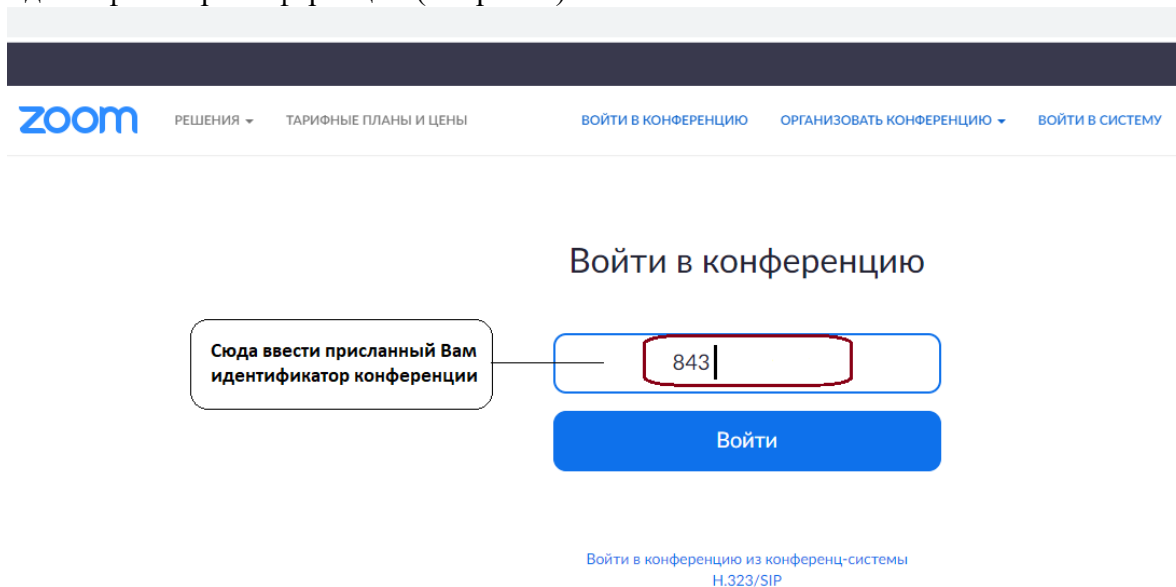 zoom РЕШЕНИЯ ТАРИФНЫЕ ПЛАНЫ И ЦЕНЫ ВОЙТИ В КОНФЕРЕНЦИЮ ОРГАНИЗОВАТЬ КОНФЕРЕНЦИЮ ВОЙТИ В СИСТЕМУ
Войти в конференцию
Сюда ввести присланный Вам
идентификатор конференции
843
Войти
Войти в конференцию из конференц-системы
H.323/SIP